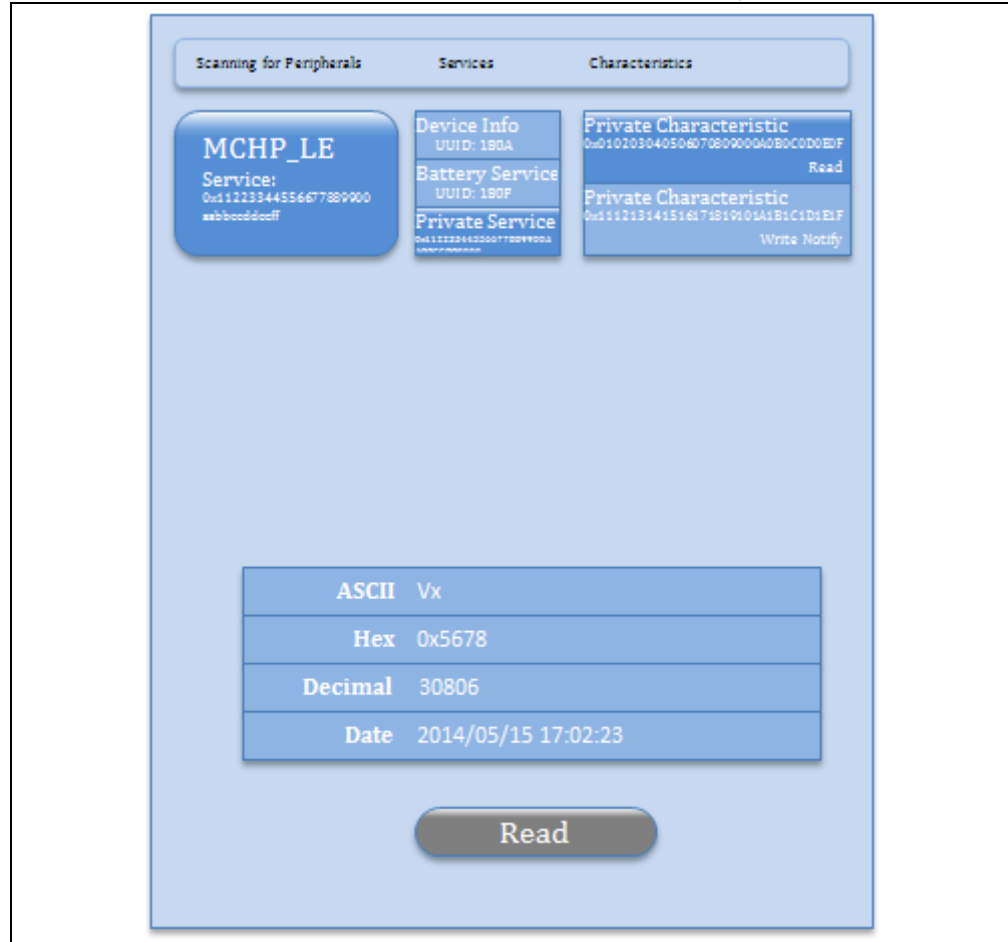 Scanning for Peripherals
Services
Characteristics
MCHP_LE
Service:
0x11223344556677889900
aabbccddeeff
Device Info
UUID: 180A
Battery Service
UUID: 180F
Private Service
Private Characteristic
0x010203040506070809000A0B0C0D0E0F
Read
Private Characteristic
0x111213141516171819101A1B1C1D1E1F
Write Notify
ASCII Vx
Hex 0x5678
Decimal 30806
Date 2014/05/15 17:02:23
Read